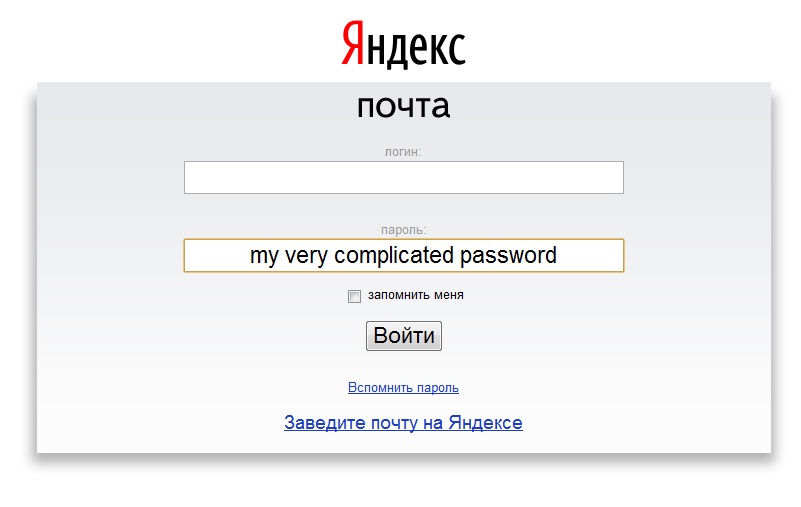 Яндекс
почта
логин:
пароль:
my very complicated password
запомнить меня
Войти
Вспомнить пароль
Заведите почту на Яндексе